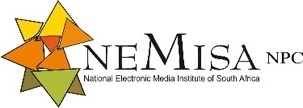 NEMISA NPC
National Electronic Media Institute of South Africa